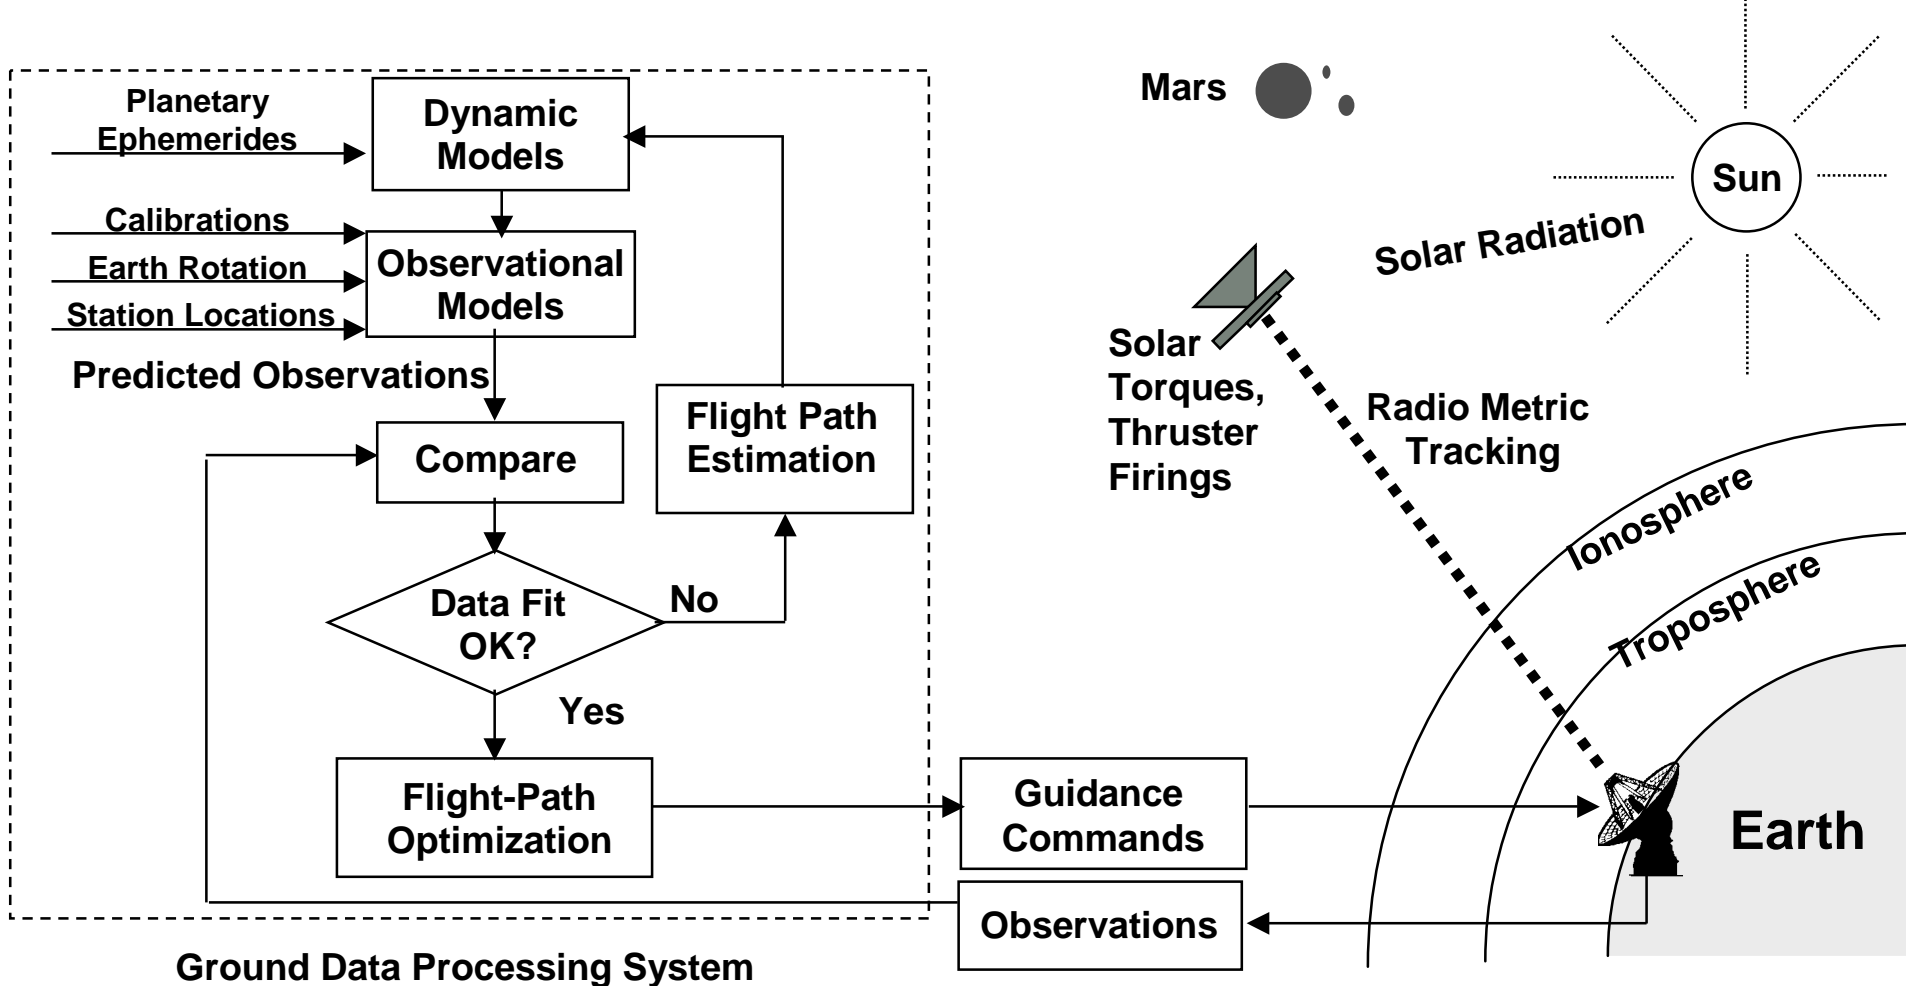 Planetary
Ephemerides
Dynamic
Models
Calibrations
Earth Rotation
Station Locations
Observational
Models
Predicted Observations
Compare
Flight Path
Estimation
Data Fit
OK?
No
Yes
Flight-Path
Optimization
Guidance
Commands
Observations
Ground Data Processing System
Mars
Sun
Solar Radiation
Solar
Torques,
Thruster
Firings
Radio Metric
Tracking
Ionosphere
Troposphere
Earth